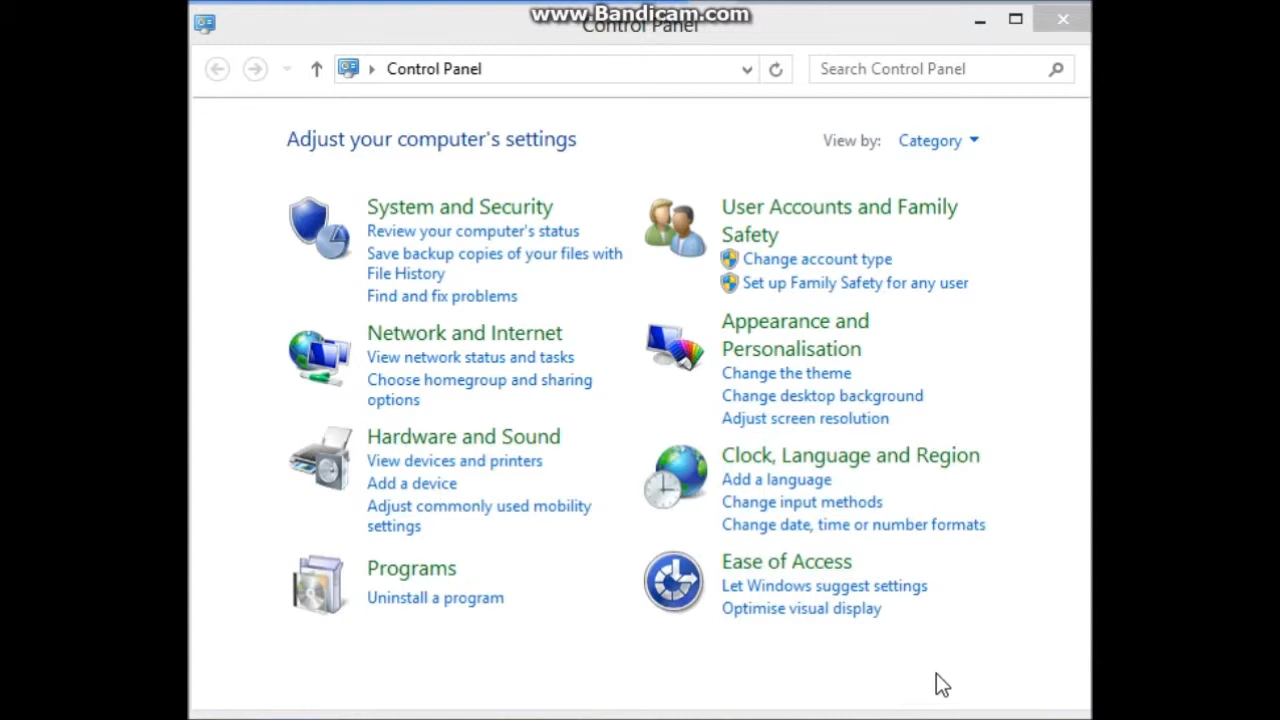 www.Bandicam.com
Control Panel
Control Panel
Search Control Panel
Adjust your computer's settings
View by: Category
System and Security
Review your computer's status
Save backup copies of your files with
File History
Find and fix problems
Network and Internet
View network status and tasks
Choose homegroup and sharing
options
Hardware and Sound
View devices and printers
Add a device
Adjust commonly used mobility
settings
Programs
Uninstall a program
User Accounts and Family
Safety
Change account type
Set up Family Safety for any user
Appearance and
Personalisation
Change the theme
Change desktop background
Adjust screen resolution
Clock, Language and Region
Add a language
Change input methods
Change date, time or number formats
Ease of Access
Let Windows suggest settings
Optimise visual display